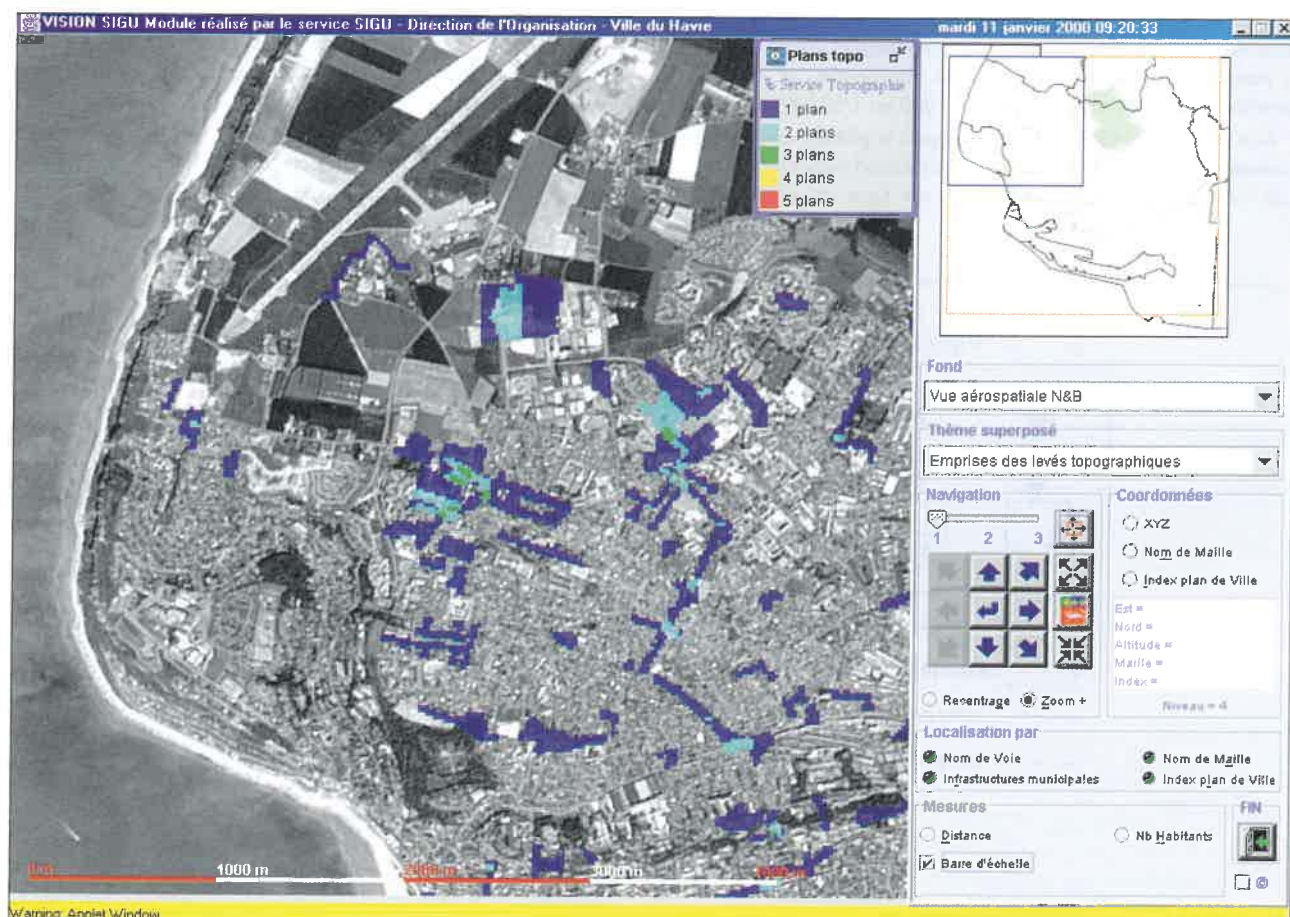 VISION SIGU Module réalisé par le service SIGU - Direction de l'Organisation - Ville du Havre
mardi 11 janvier 2000 09:20:33
Plans topo
Service Topographie
1 plan
2 plans
3 plans
4 plans
5 plans
Fond
Vue aérospatiale N&B
Thème superposé
Emprises des levés topographiques
Navigation
1 2 3
Recentrage
Zoom +
Coordonnées
XYZ
Nom de Maille
Index plan de Ville
Est =
Nord =
Altitude =
Maille =
Index =
Niveau = 4
Localisation par
Nom de Voie
Nom de Maille
Infrastructures municipales
Index plan de Ville
Mesures
Distance
Nb Habitants
Barre d'échelle
FIN
0 m 1000 m 2000 m 3000 m
Warning: Applet Window